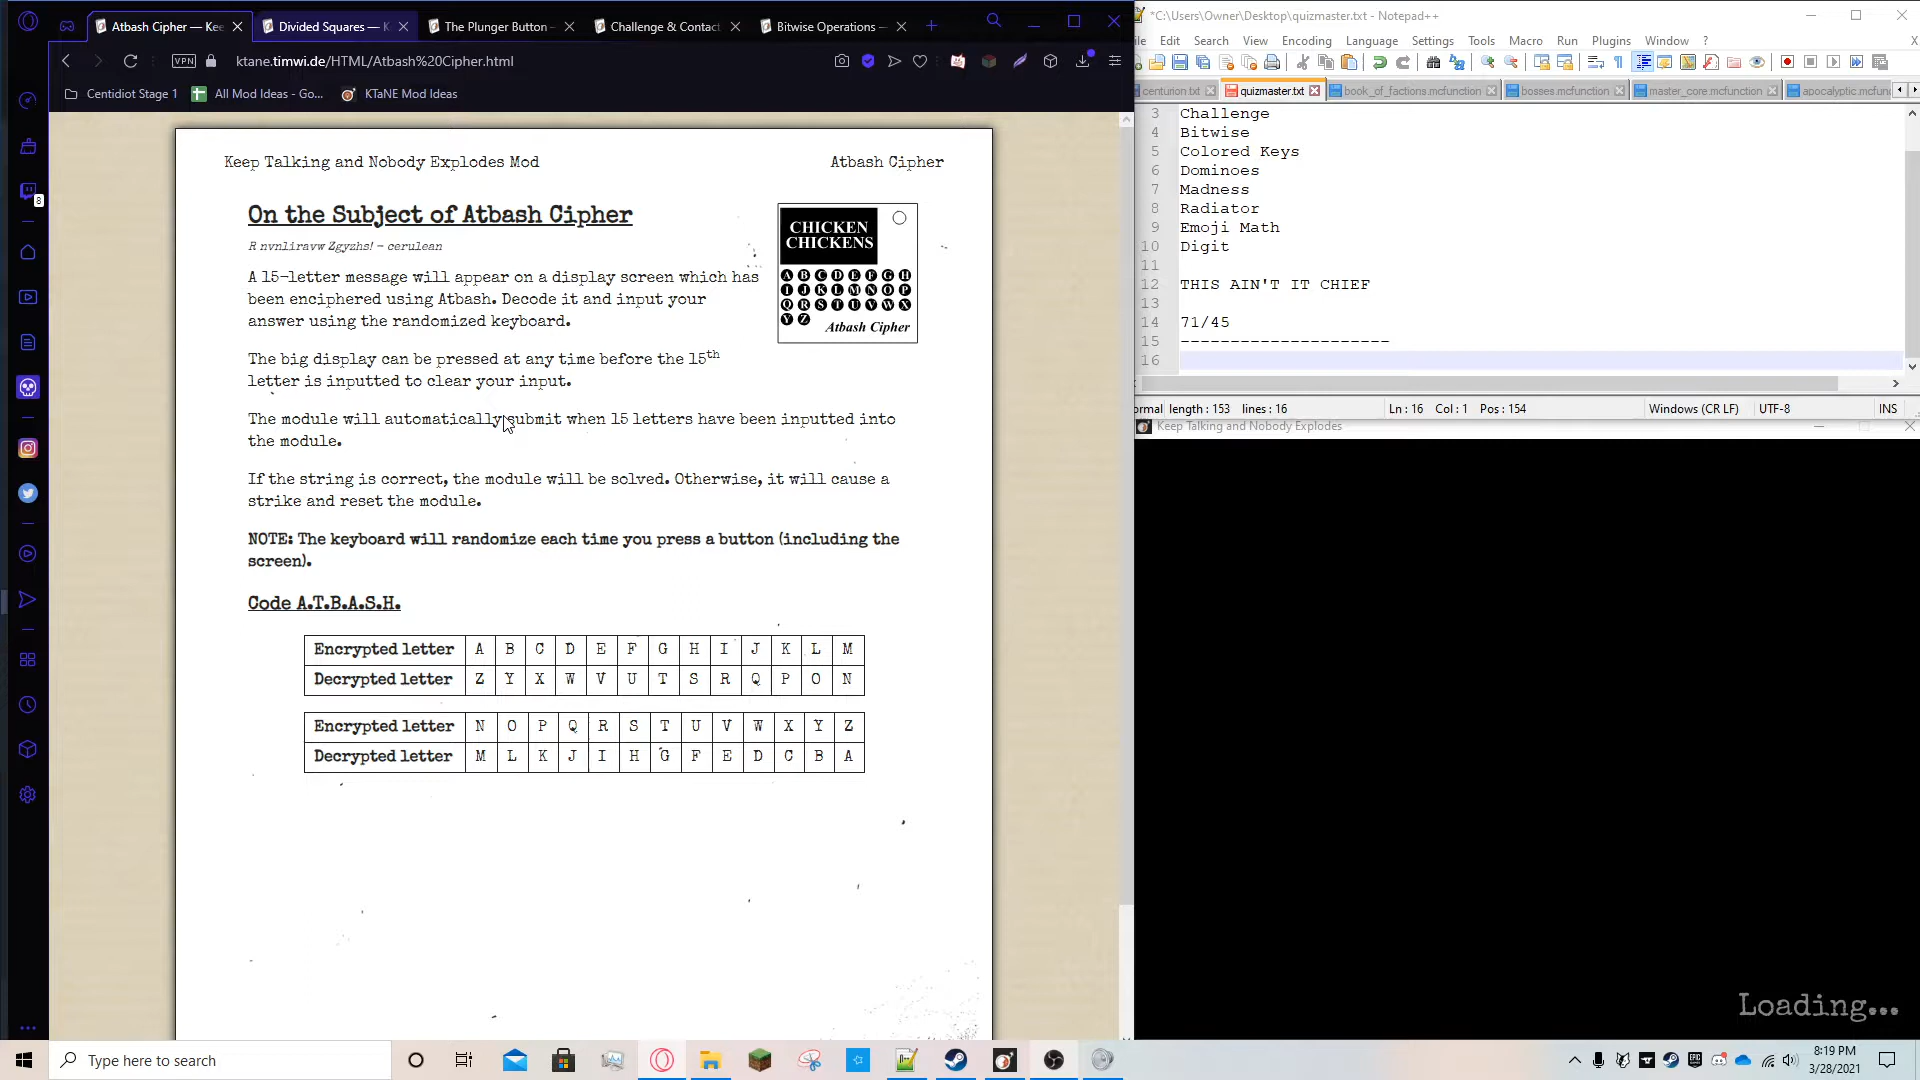 Atbash Cipher — Kee
Divided Squares — K
The Plunger Button —
Challenge & Contact
Bitwise Operations —
VPN
ktane.timwi.de/HTML/Atbash%20Cipher.html
Centidiot Stage 1
All Mod Ideas - Go...
KTaNE Mod Ideas
8
Keep Talking and Nobody Explodes Mod
Atbash Cipher
On the Subject of Atbash Cipher
R nvnliravw Zgyzhs! – cerulean
A 15-letter message will appear on a display screen which has
been enciphered using Atbash. Decode it and input your
answer using the randomized keyboard.
CHICKEN
CHICKENS
A B C D E F G H
I J K L M N O P
Q R S T U V W X
Y Z
Atbash Cipher
The big display can be pressed at any time before the 15th
letter is inputted to clear your input.
The module will automatically submit when 15 letters have been inputted into
the module.
If the string is correct, the module will be solved. Otherwise, it will cause a
strike and reset the module.
NOTE: The keyboard will randomize each time you press a button (including the
screen).
Code A.T.B.A.S.H.
Encrypted letter A B C D E F G H I J K L M
Decrypted letter Z Y X W V U T S R Q P O N
Encrypted letter N O P Q R S T U V W X Y Z
Decrypted letter M L K J I H G F E D C B A
*C:\Users\Owner\Desktop\quizmaster.txt - Notepad++
ile Edit Search Encoding Language Settings Tools Macro Run Plugins Window ? X
centurion.txt
quizmaster.txt
book_of_factions.mcfunction
bosses.mcfunction
master_core.mcfunction
apocalyptic.mcfunc
3 Challenge
4 Bitwise
5 Colored Keys
6 Dominoes
7 Madness
8 Radiator
9 Emoji Math
10 Digit
11
12 THIS AIN'T IT CHIEF
13
14 71/45
15 ---------------------
16
ormal length : 153 lines : 16
Ln : 16 Col : 1 Pos : 154
Windows (CR LF)
UTF-8
INS
Keep Talking and Nobody Explodes
Loading...
Type here to search
8:19 PM
3/28/2021